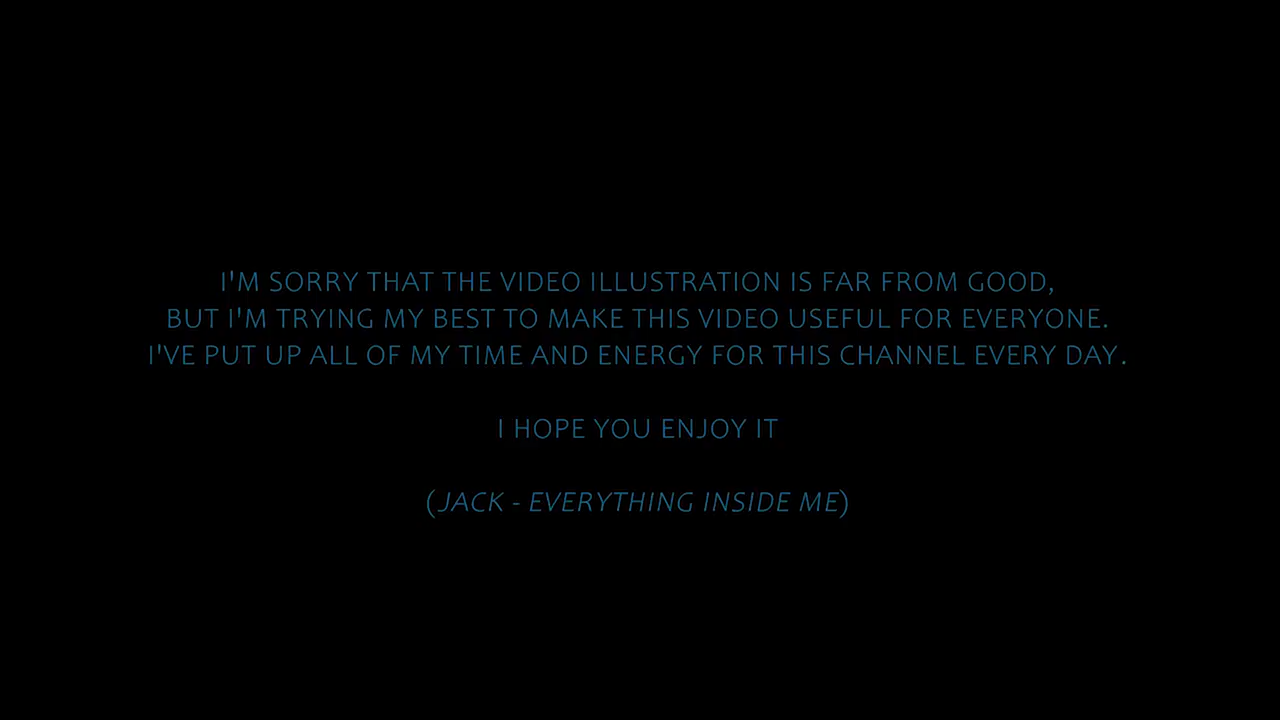 I'M SORRY THAT THE VIDEO ILLUSTRATION IS FAR FROM GOOD,
BUT I'M TRYING MY BEST TO MAKE THIS VIDEO USEFUL FOR EVERYONE.
I'VE PUT UP ALL OF MY TIME AND ENERGY FOR THIS CHANNEL EVERY DAY.
I HOPE YOU ENJOY IT
(JACK - EVERYTHING INSIDE ME)